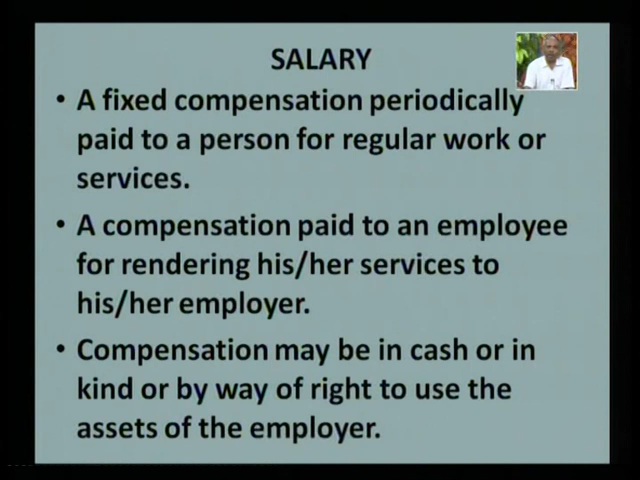 SALARY
• A fixed compensation periodically
paid to a person for regular work or
services.
• A compensation paid to an employee
for rendering his/her services to
his/her employer.
• Compensation may be in cash or in
kind or by way of right to use the
assets of the employer.